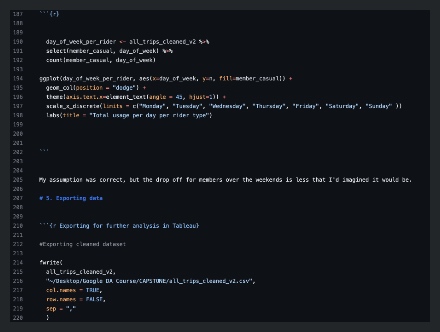 187 ```{r}
188
189
190 day_of_week_per_rider <- all_trips_cleaned_v2 %>%
191 select(member_casual, day_of_week) %>%
192 count(member_casual, day_of_week)
193
194 ggplot(day_of_week_per_rider, aes(x=day_of_week, y=n, fill=member_casual)) +
195 geom_col(position = "dodge") +
196 theme(axis.text.x=element_text(angle = 45, hjust=1)) +
197 scale_x_discrete(limits = c("Monday", "Tuesday", "Wednesday", "Thursday", "Friday", "Saturday", "Sunday" ))
198 labs(title = "Total usage per day per rider type")
199
200
201
202 ```
203
204
205 My assumption was correct, but the drop off for members over the weekends is less that I'd imagined it would be.
206
207 # 5. Exporting data
208
209
210 ```{r Exporting for further analysis in Tableau}
211
212 #Exporting cleaned dataset
213
214 fwrite(
215 all_trips_cleaned_v2,
216 "~/Desktop/Google DA Course/CAPSTONE/all_trips_cleaned_v2.csv",
217 col.names = TRUE,
218 row.names = FALSE,
219 sep = ","
220 )